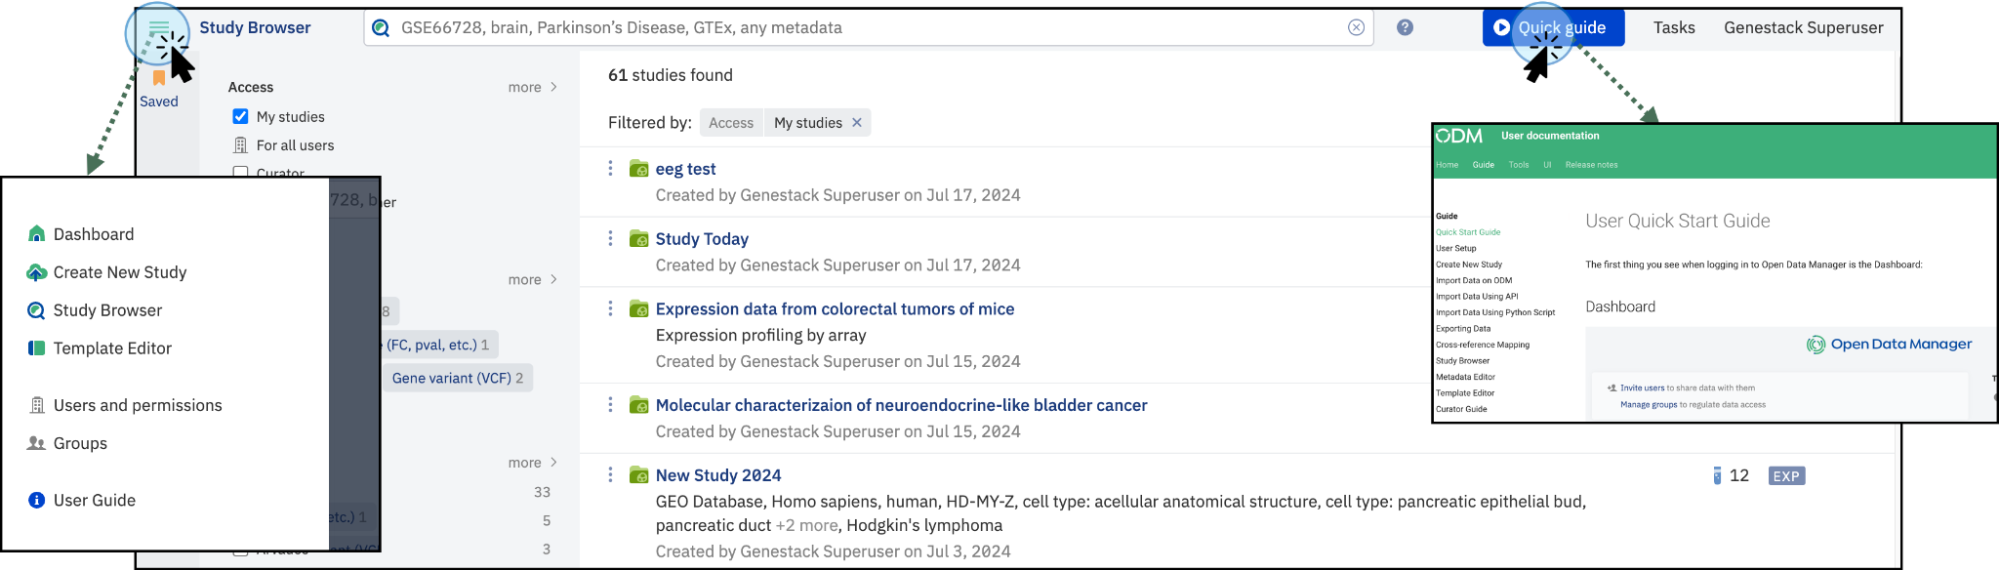 Study Browser
GSE66728, brain, Parkinson's Disease, GTEx, any metadata
?
Quick guide
Tasks
Genestack Superuser
Saved
Access
more
My studies
For all users
Curator
728, b
er
more
8
(FC, pval, etc.) 1
Gene variant (VCF) 2
more
33
etc.) 1
5
3
Dashboard
Create New Study
Study Browser
Template Editor
Users and permissions
Groups
User Guide
61 studies found
Filtered by: Access My studies
eeg test
Created by Genestack Superuser on Jul 17, 2024
Study Today
Created by Genestack Superuser on Jul 17, 2024
Expression data from colorectal tumors of mice
Expression profiling by array
Created by Genestack Superuser on Jul 15, 2024
Molecular characterizaion of neuroendocrine-like bladder cancer
Created by Genestack Superuser on Jul 15, 2024
New Study 2024
12 EXP
GEO Database, Homo sapiens, human, HD-MY-Z, cell type: acellular anatomical structure, cell type: pancreatic epithelial bud,
pancreatic duct +2 more, Hodgkin's lymphoma
Created by Genestack Superuser on Jul 3, 2024
ODM User documentation
Home Guide Tools UI Release notes
Guide
Quick Start Guide
User Setup
Create New Study
Import Data on ODM
Import Data Using API
Import Data Using Python Script
Exporting Data
Cross-reference Mapping
Study Browser
Metadata Editor
Template Editor
Curator Guide
User Quick Start Guide
The first thing you see when logging in to Open Data Manager is the Dashboard:
Dashboard
Open Data Manager
Invite users to share data with them
Manage groups to regulate data access